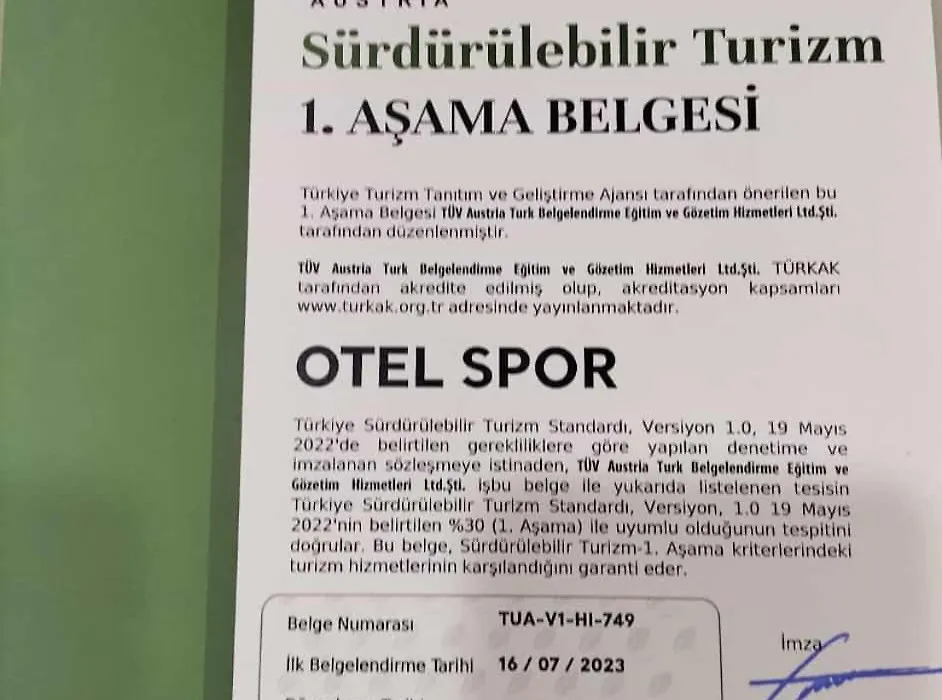 AUSTRIA
Sürdürülebilir Turizm
1. AŞAMA BELGESİ
Türkiye Turizm Tanıtım ve Geliştirme Ajansı tarafından önerilen bu
1. Aşama Belgesi TÜV Austria Turk Belgelendirme Eğitim ve Gözetim Hizmetleri Ltd.Şti.
tarafından düzenlenmiştir.
TÜV Austria Turk Belgelendirme Eğitim ve Gözetim Hizmetleri Ltd.Şti. TÜRKAK
tarafından akredite edilmiş olup, akreditasyon kapsamları
www.turkak.org.tr adresinde yayınlanmaktadır.
OTEL SPOR
Türkiye Sürdürülebilir Turizm Standardı, Versiyon 1.0, 19 Mayıs
2022'de belirtilen gerekliliklere göre yapılan denetime ve
imzalanan sözleşmeye istinaden, TÜV Austria Turk Belgelendirme Eğitim ve
Gözetim Hizmetleri Ltd.Şti. işbu belge ile yukarıda listelenen tesisin
Türkiye Sürdürülebilir Turizm Standardı, Versiyon, 1.0 19 Mayıs
2022'nin belirtilen %30 (1. Aşama) ile uyumlu olduğunun tespitini
doğrular. Bu belge, Sürdürülebilir Turizm-1. Aşama kriterlerindeki
turizm hizmetlerinin karşılandığını garanti eder.
Belge Numarası TUA-V1-HI-749
İmza
İlk Belgelendirme Tarihi 16 / 07 / 2023